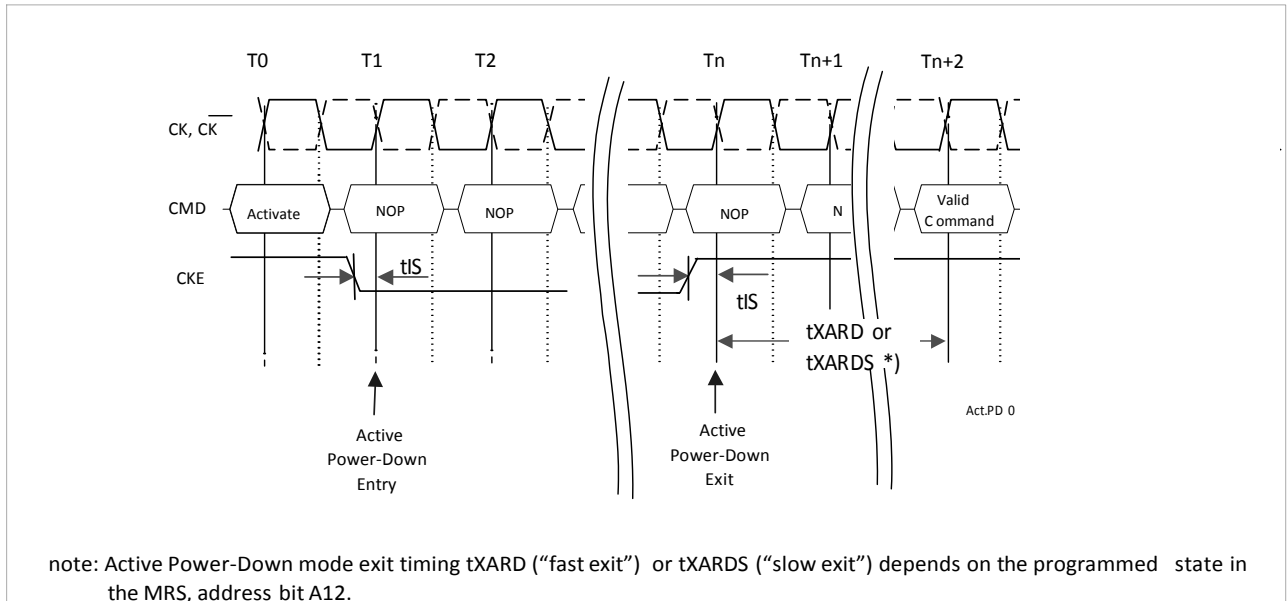 T0 T1 T2 Tn Tn+1 Tn+2
CK, CK
CMD Activate NOP NOP NOP N Valid
Command
CKE tIS tIS
tXARD or
tXARDS *)
Act.PD 0
Active
Power-Down
Entry
Active
Power-Down
Exit
note: Active Power-Down mode exit timing tXARD (“fast exit”) or tXARDS (“slow exit”) depends on the programmed state in
the MRS, address bit A12.